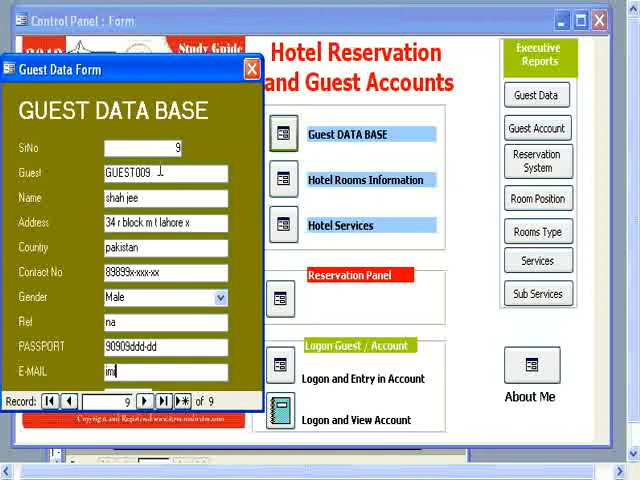 Control Panel : Form
Study Guide
Hotel Reservation
and Guest Accounts
Guest Data Form
GUEST DATA BASE
SrNo 9
Guest GUEST009
Name shah jee
Address 34 r block m t lahore x
County pakistan
Contact No 89899x-xxx-xx
Gender Male
Ref na
PASSPORT 90909ddd-dd
E-MAIL imi
Record: 9 of 9
Guest DATA BASE
Hotel Rooms Information
Hotel Services
Reservation Panel
Logon Guest / Account
Logon and Entry in Account
Logon and View Account
Executive
Reports
Guest Data
Guest Account
Reservation
System
Room Position
Rooms Type
Services
Sub Services
About Me